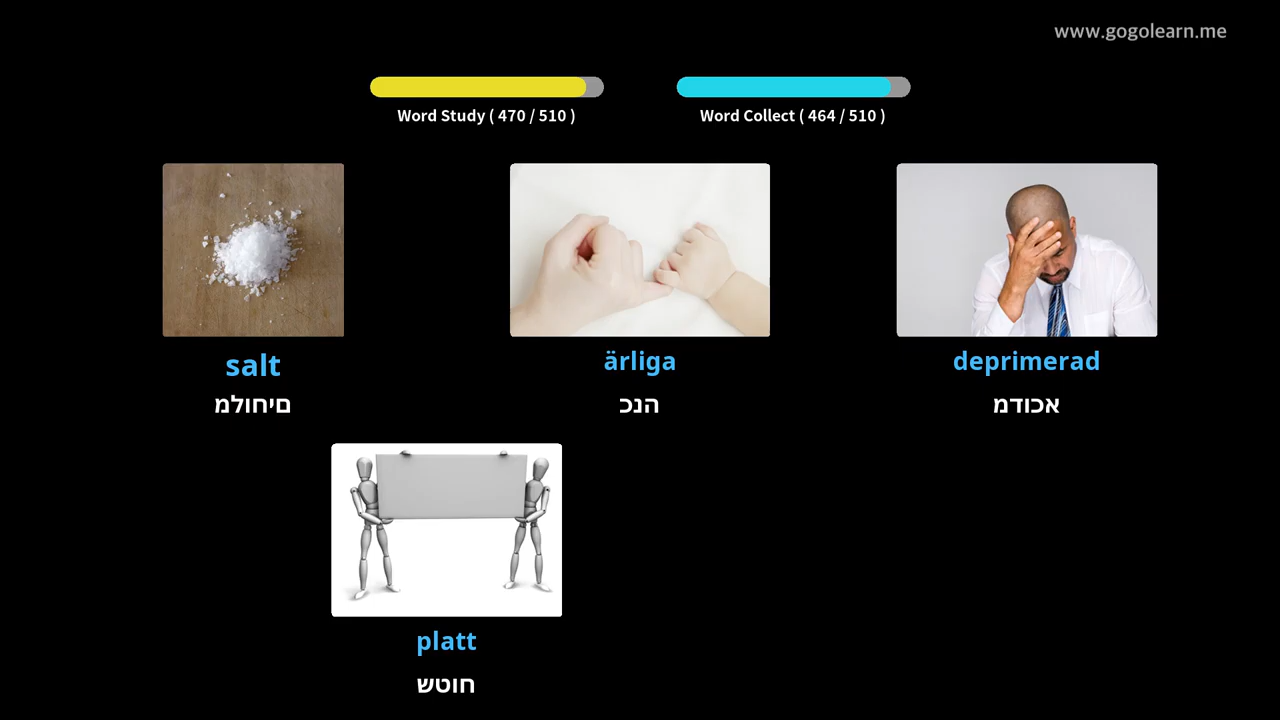 www.gogolearn.me
Word Study ( 470 / 510 )
Word Collect ( 464 / 510 )
salt
םיחולמ
ärliga
הנכ
deprimerad
אכודמ
platt
חוטש